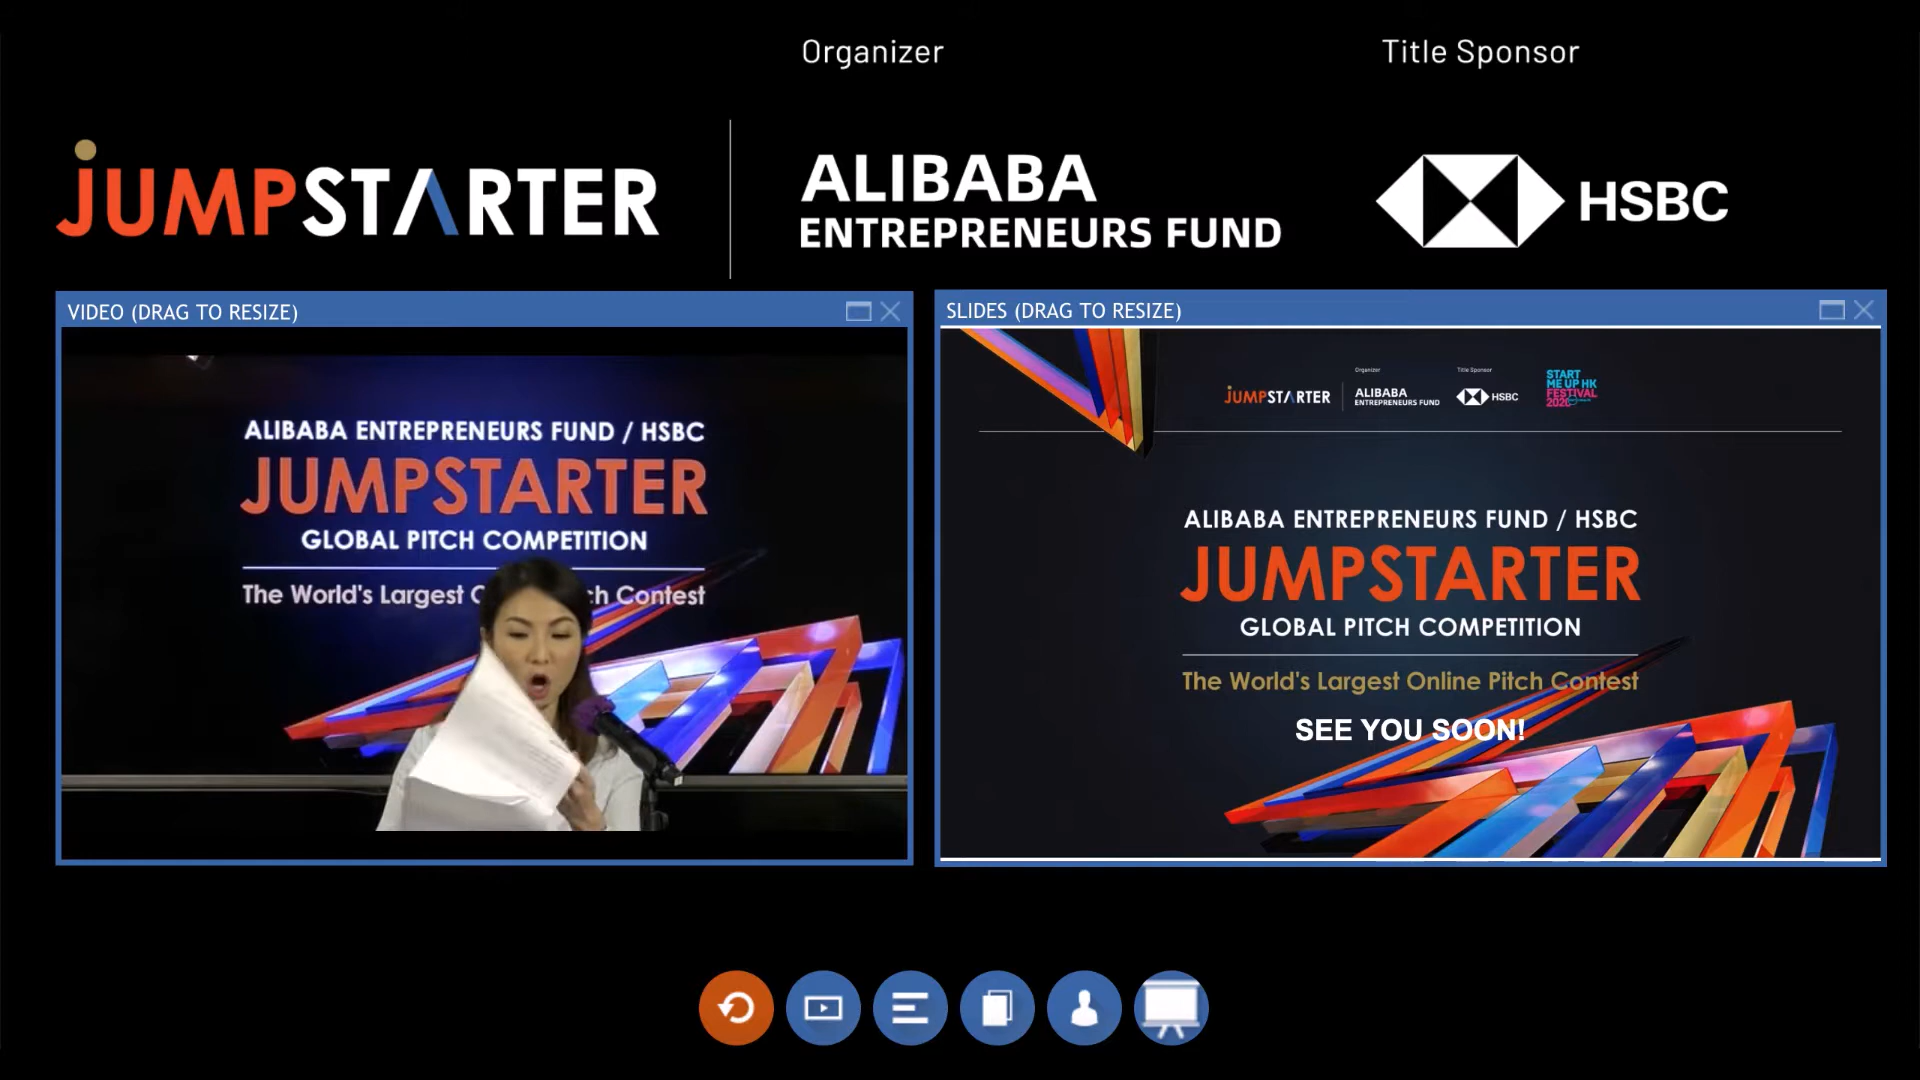 Organizer
Title Sponsor
JUMPSTARTER
ALIBABA
ENTREPRENEURS FUND
HSBC
VIDEO (DRAG TO RESIZE)
ALIBABA ENTREPRENEURS FUND / HSBC
JUMPSTARTER
GLOBAL PITCH COMPETITION
The World's Largest O ch Contest
SLIDES (DRAG TO RESIZE)
Organizer
Title Sponsor
JUMPSTARTER
ALIBABA
ENTREPRENEURS FUND
HSBC
START
ME UP HK
FESTIVAL
2020
ALIBABA ENTREPRENEURS FUND / HSBC
JUMPSTARTER
GLOBAL PITCH COMPETITION
The World's Largest Online Pitch Contest
SEE YOU SOON!